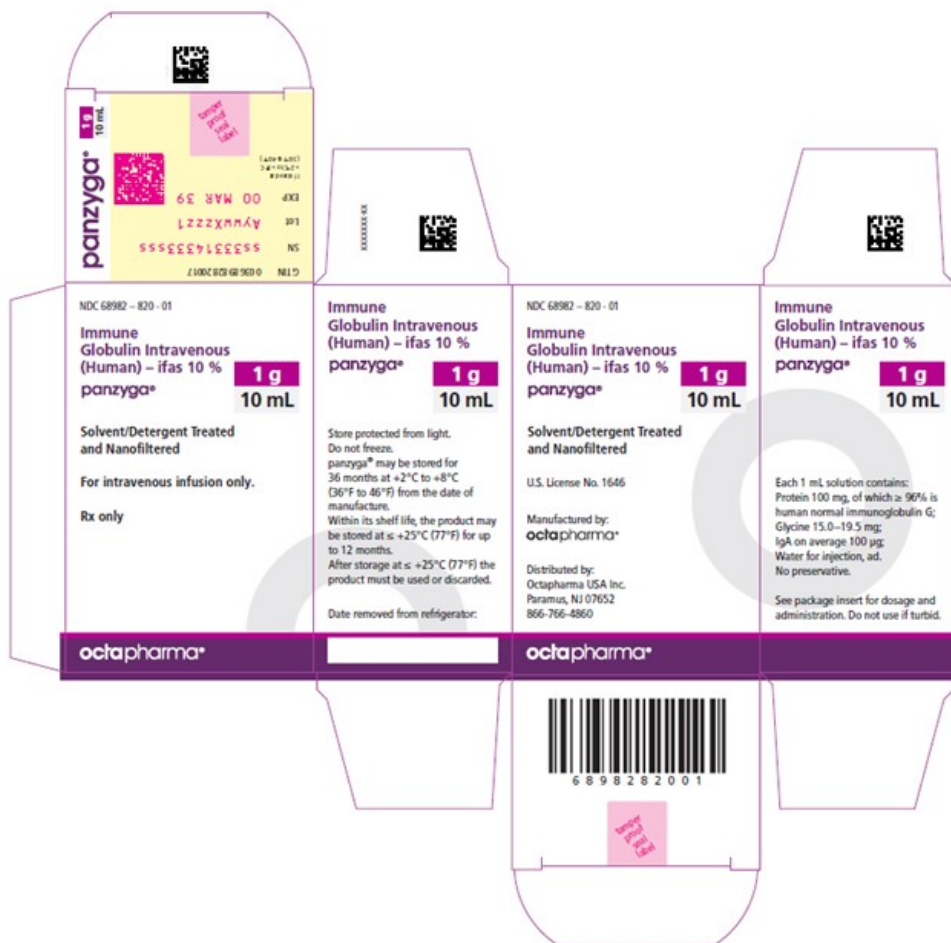 panzyga®
1 g
10 mL
tamper
proof
seal
label
EXP 00 MAR 39
Lot AywwXzzz1
SN ss33314333sss
GTIN
XXXXXXX-XX
NDC 68982 – 820 - 01
Immune
Globulin Intravenous
(Human) – ifas 10 %
panzyga®
1 g
10 mL
Solvent/Detergent Treated
and Nanofiltered
For intravenous infusion only.
Rx only
octapharma®
Immune
Globulin Intravenous
(Human) – ifas 10 %
panzyga®
1 g
10 mL
Store protected from light.
Do not freeze.
panzyga® may be stored for
36 months at +2°C to +8°C
(36°F to 46°F) from the date of
manufacture.
Within its shelf life, the product may
be stored at ≤ +25°C (77°F) for up
to 12 months.
After storage at ≤ +25°C (77°F) the
product must be used or discarded.
Date removed from refrigerator:
NDC 68982 – 820 - 01
Immune
Globulin Intravenous
(Human) – ifas 10 %
panzyga®
1 g
10 mL
Solvent/Detergent Treated
and Nanofiltered
U.S. License No. 1646
Manufactured by:
octapharma®
Distributed by:
Octapharma USA Inc.
Paramus, NJ 07652
866-766-4860
octapharma®
Immune
Globulin Intravenous
(Human) – ifas 10 %
panzyga®
1 g
10 mL
Each 1 mL solution contains:
Protein 100 mg, of which ≥ 96% is
human normal immunoglobulin G;
Glycine 15.0–19.5 mg;
IgA on average 100 µg;
Water for injection, ad.
No preservative.
See package insert for dosage and
administration. Do not use if turbid.
6898282001
tamper
proof
seal
label